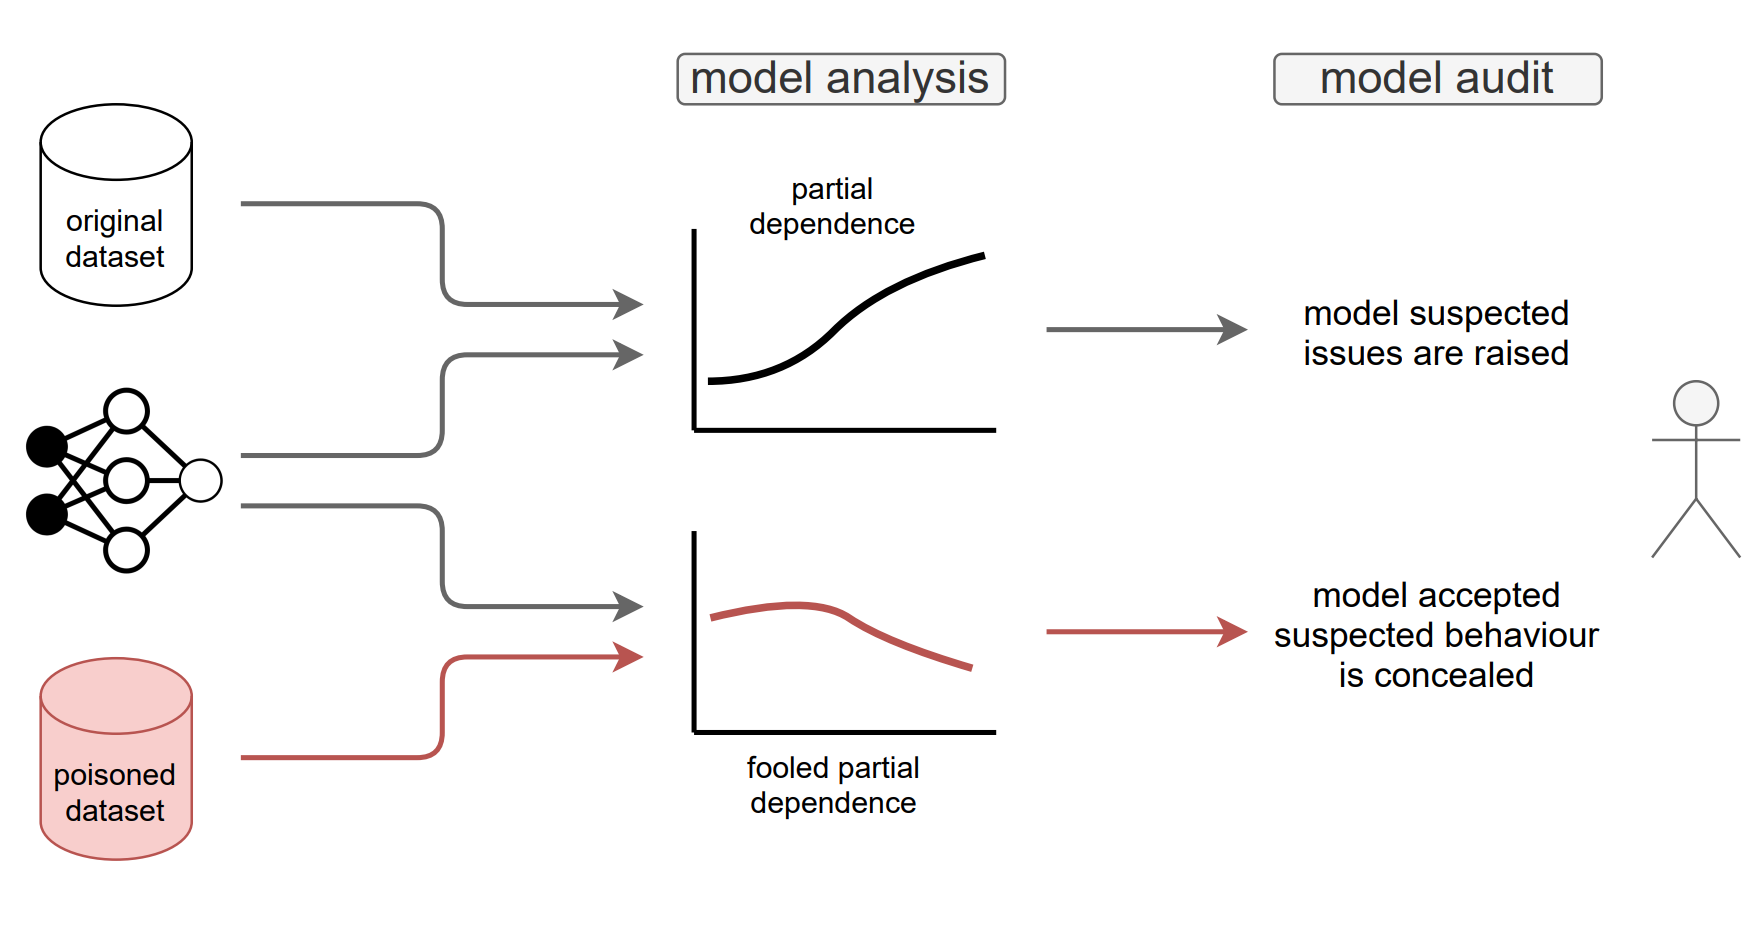 model analysis
model audit
original
dataset
partial
dependence
model suspected
issues are raised
poisoned
dataset
fooled partial
dependence
model accepted
suspected behaviour
is concealed